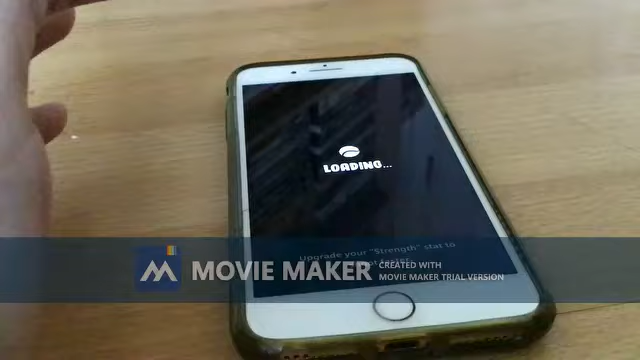 LOADING...
Upgrade your "Strength" stat to
MOVIE MAKER
CREATED WITH
MOVIE MAKER TRIAL VERSION